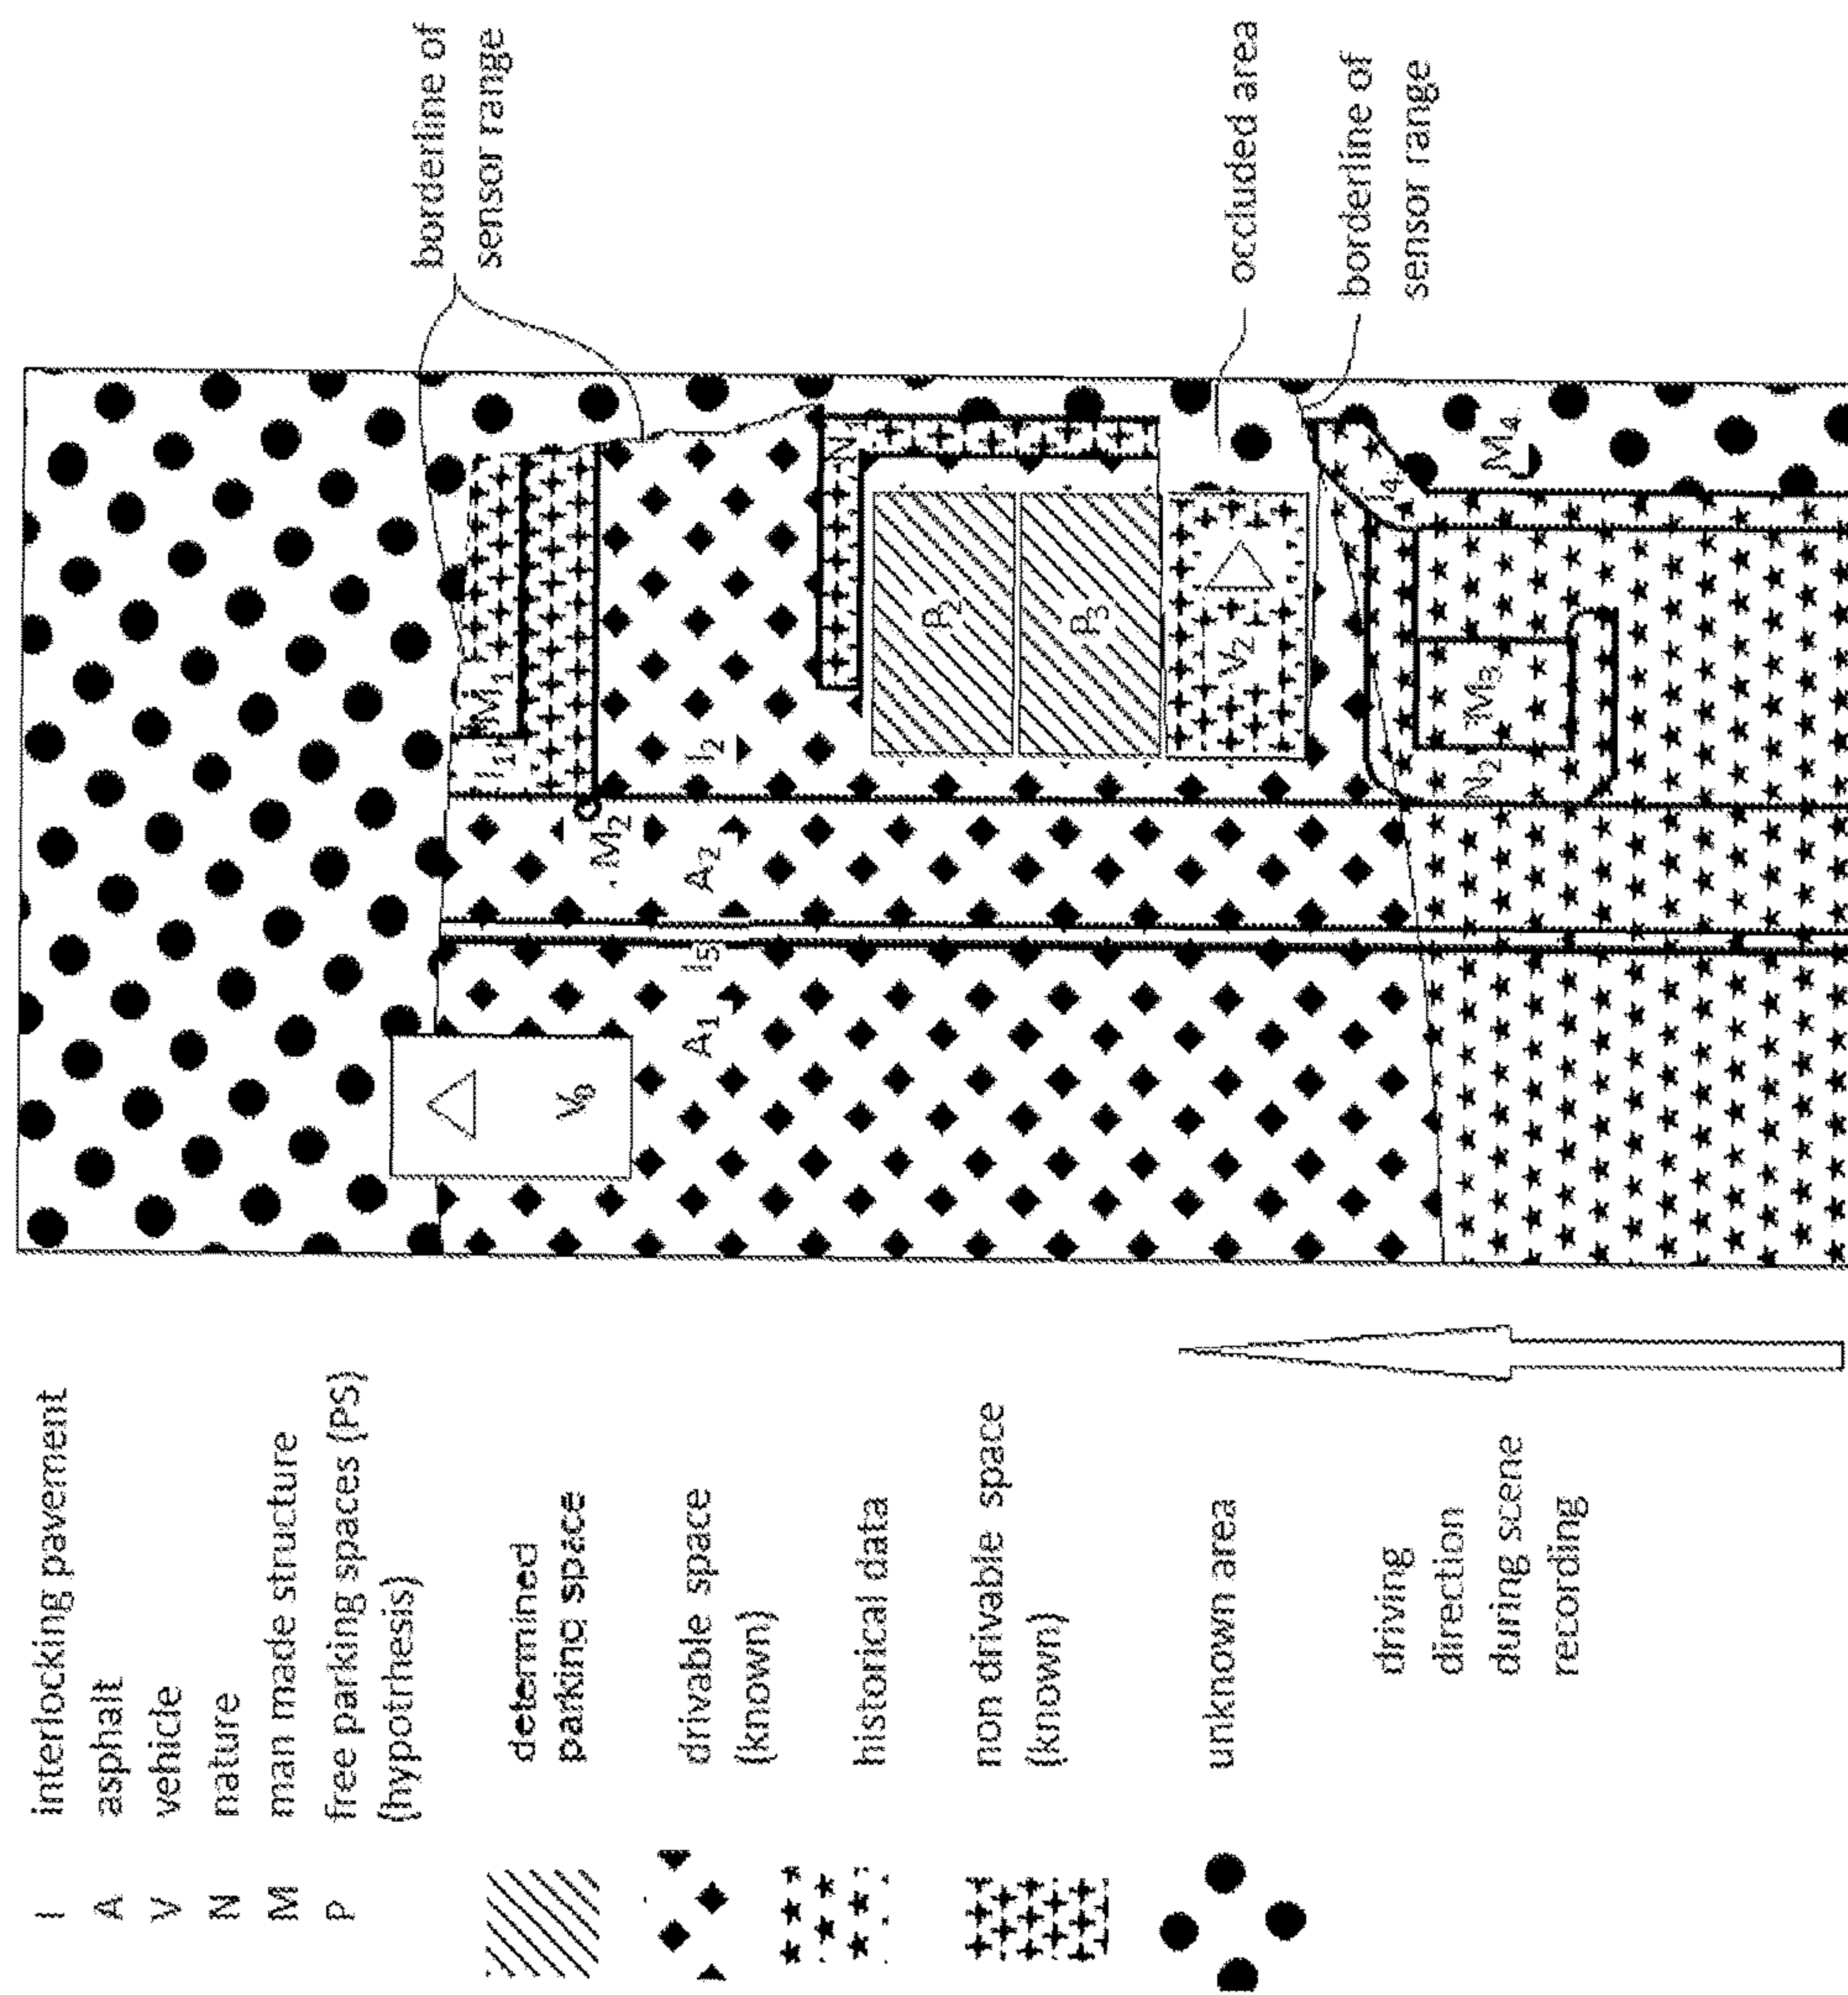 I interlocking pavement
A asphalt
V vehicle
N nature
M man made structure
P free parking spaces (PS)
(hypothesis)
determined
parking space
drivable space
(known)
historical data
non drivable space
(known)
unknown area
driving
direction
during scene
recording
borderline of
sensor range
occluded area
borderline of
sensor range
V₀
A₁
I₅
A₂
M₂
I₂
I₁
M₁
N
P₂
P₃
V₂
N₂
M₃
I₄
M₄